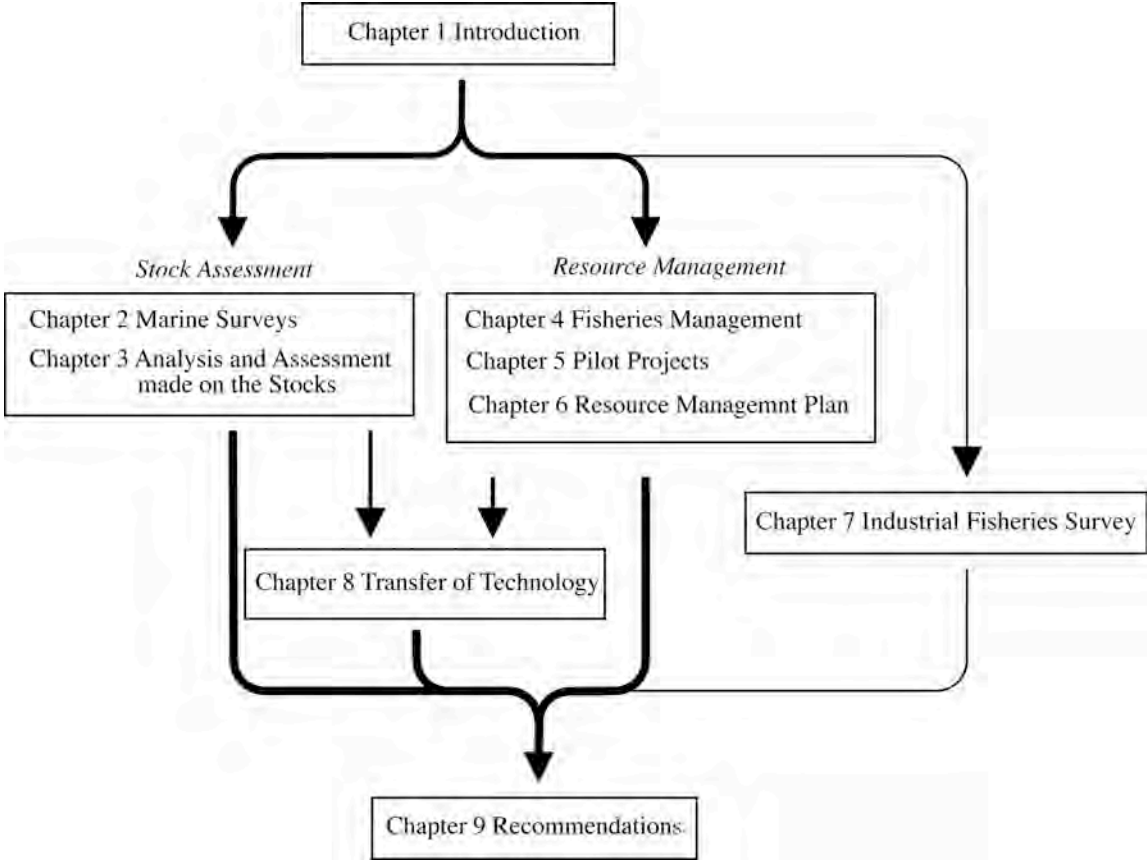 Chapter 1 Introduction
Stock Assessment
Chapter 2 Marine Surveys
Chapter 3 Analysis and Assessment
made on the Stocks
Resource Management
Chapter 4 Fisheries Management
Chapter 5 Pilot Projects
Chapter 6 Resource Managemnt Plan
Chapter 7 Industrial Fisheries Survey
Chapter 8 Transfer of Technology
Chapter 9 Recommendations